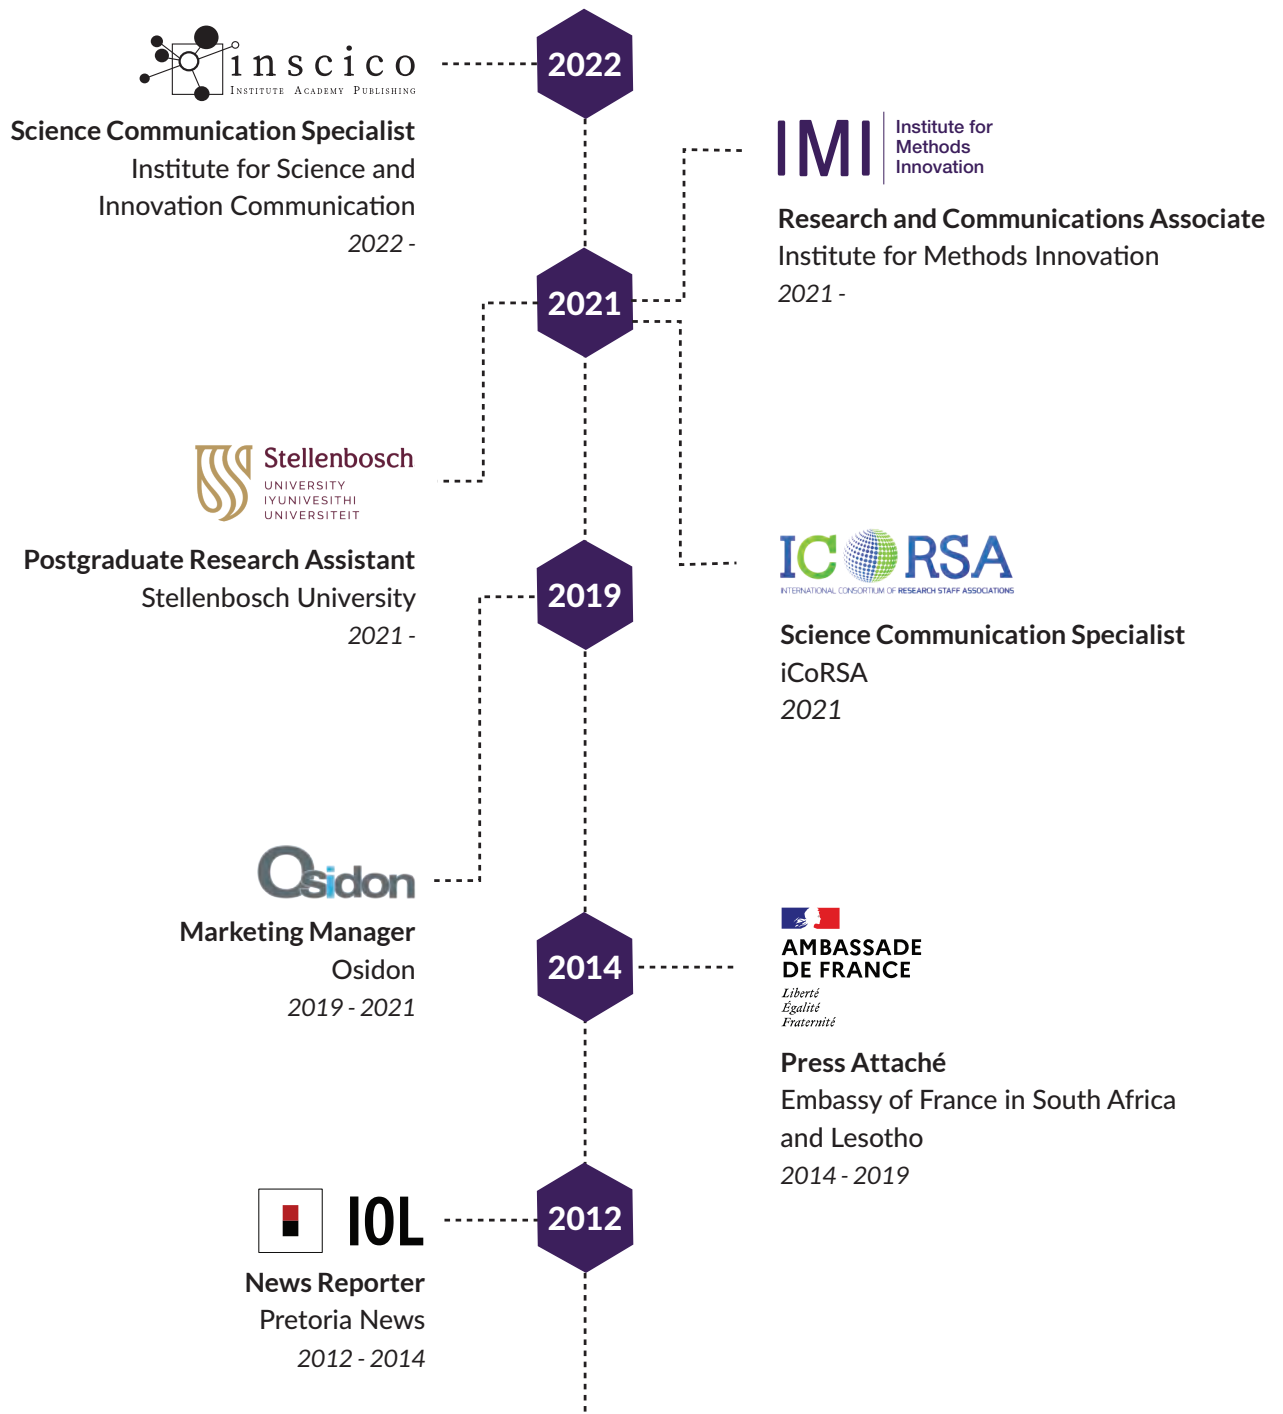 inscico
INSTITUTE ACADEMY PUBLISHING
Science Communication Specialist
Institute for Science and
Innovation Communication
2022 -
2022
IMI
Institute for
Methods
Innovation
Research and Communications Associate
Institute for Methods Innovation
2021 -
2021
Stellenbosch
UNIVERSITY
IYUNIVESITHI
UNIVERSITEIT
Postgraduate Research Assistant
Stellenbosch University
2021 -
ICORSA
INTERNATIONAL CONSORTIUM OF RESEARCH STAFF ASSOCIATIONS
Science Communication Specialist
iCoRSA
2021
2019
Osidon
Marketing Manager
Osidon
2019 - 2021
2014
AMBASSADE
DE FRANCE
Liberté
Égalité
Fraternité
Press Attaché
Embassy of France in South Africa
and Lesotho
2014 - 2019
2012
IOL
News Reporter
Pretoria News
2012 - 2014